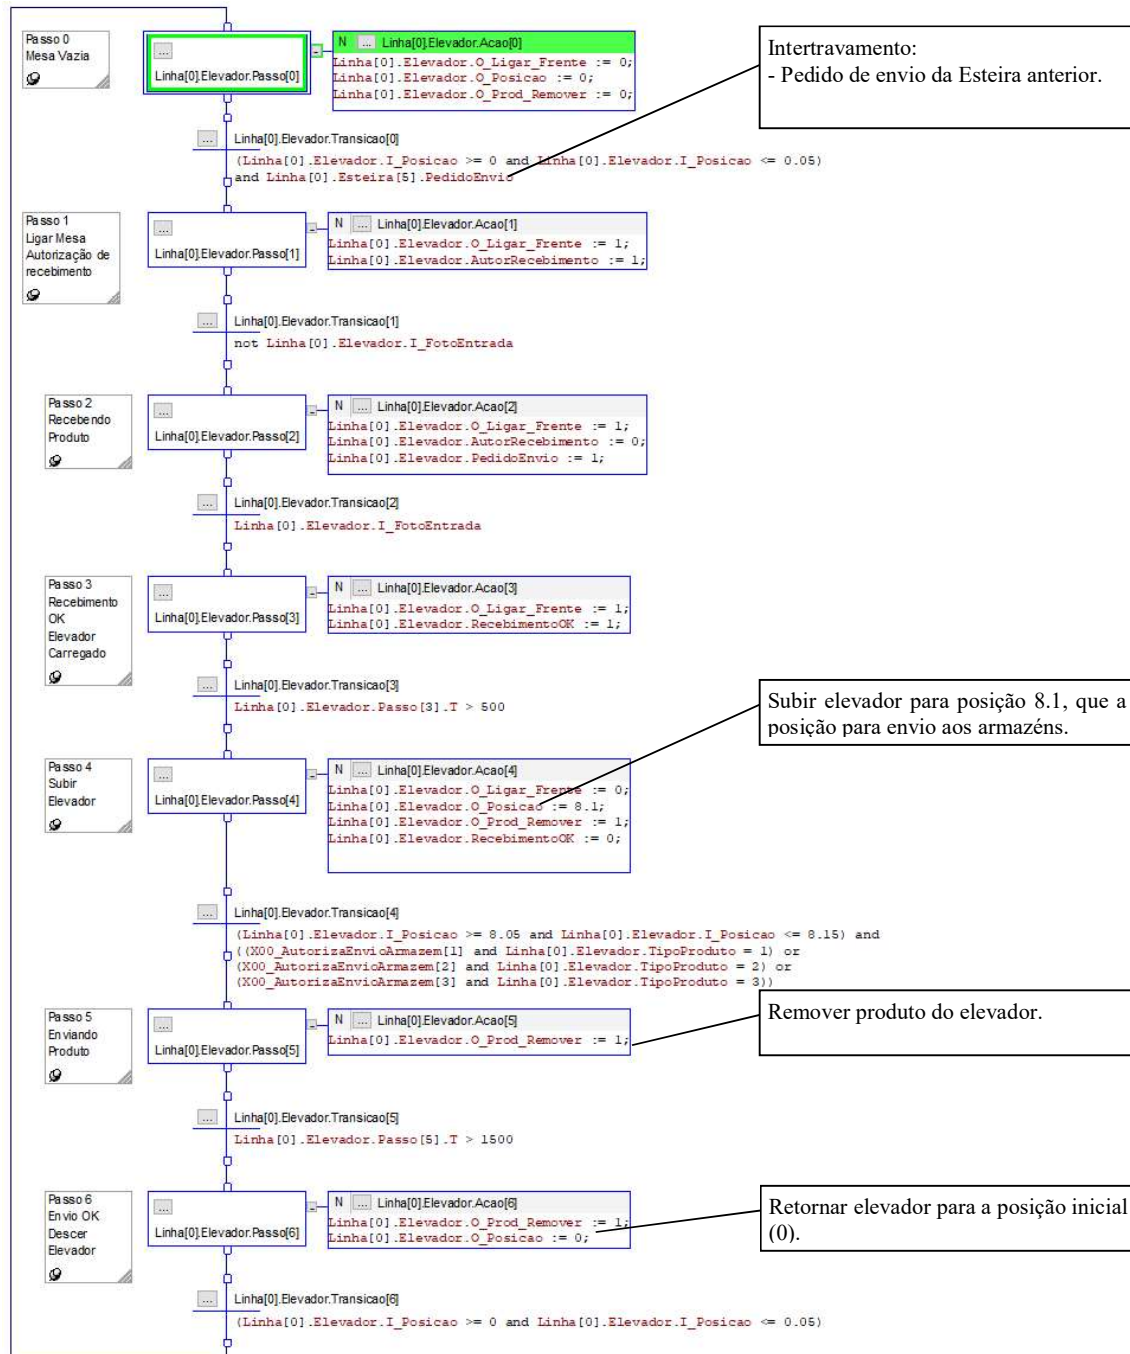 Passo 0
Mesa Vazia
...
Linha[0].Elevador.Passo[0]
N ... Linha[0].Elevador.Acao[0]
Linha[0].Elevador.O_Ligar_Frente := 0;
Linha[0].Elevador.O_Posicao := 0;
Linha[0].Elevador.O_Prod_Remover := 0;
Intertravamento:
- Pedido de envio da Esteira anterior.
... Linha[0].Elevador.Transicao[0]
(Linha[0].Elevador.I_Posicao >= 0 and Linha[0].Elevador.I_Posicao <= 0.05)
and Linha[0].Esteira[5].PedidoEnvio
Passo 1
Ligar Mesa
Autorização de
recebimento
...
Linha[0].Elevador.Passo[1]
N ... Linha[0].Elevador.Acao[1]
Linha[0].Elevador.O_Ligar_Frente := 1;
Linha[0].Elevador.AutorRecebimento := 1;
... Linha[0].Elevador.Transicao[1]
not Linha[0].Elevador.I_FotoEntrada
Passo 2
Recebendo
Produto
...
Linha[0].Elevador.Passo[2]
N ... Linha[0].Elevador.Acao[2]
Linha[0].Elevador.O_Ligar_Frente := 1;
Linha[0].Elevador.AutorRecebimento := 0;
Linha[0].Elevador.PedidoEnvio := 1;
... Linha[0].Elevador.Transicao[2]
Linha[0].Elevador.I_FotoEntrada
Passo 3
Recebimento
OK
Elevador
Carregado
...
Linha[0].Elevador.Passo[3]
N ... Linha[0].Elevador.Acao[3]
Linha[0].Elevador.O_Ligar_Frente := 1;
Linha[0].Elevador.RecebimentoOK := 1;
... Linha[0].Elevador.Transicao[3]
Linha[0].Elevador.Passo[3].T > 500
Subir elevador para posição 8.1, que a
posição para envio aos armazéns.
Passo 4
Subir
Elevador
...
Linha[0].Elevador.Passo[4]
N ... Linha[0].Elevador.Acao[4]
Linha[0].Elevador.O_Ligar_Frente := 0;
Linha[0].Elevador.O_Posicao := 8.1;
Linha[0].Elevador.O_Prod_Remover := 1;
Linha[0].Elevador.RecebimentoOK := 0;
... Linha[0].Elevador.Transicao[4]
(Linha[0].Elevador.I_Posicao >= 8.05 and Linha[0].Elevador.I_Posicao <= 8.15) and
((X00_AutorizaEnvioArmazem[1] and Linha[0].Elevador.TipoProduto = 1) or
(X00_AutorizaEnvioArmazem[2] and Linha[0].Elevador.TipoProduto = 2) or
(X00_AutorizaEnvioArmazem[3] and Linha[0].Elevador.TipoProduto = 3))
Passo 5
Enviando
Produto
...
Linha[0].Elevador.Passo[5]
N ... Linha[0].Elevador.Acao[5]
Linha[0].Elevador.O_Prod_Remover := 1;
Remover produto do elevador.
... Linha[0].Elevador.Transicao[5]
Linha[0].Elevador.Passo[5].T > 1500
Passo 6
Envio OK
Descer
Elevador
...
Linha[0].Elevador.Passo[6]
N ... Linha[0].Elevador.Acao[6]
Linha[0].Elevador.O_Prod_Remover := 1;
Linha[0].Elevador.O_Posicao := 0;
Retornar elevador para a posição inicial
(0).
... Linha[0].Elevador.Transicao[6]
(Linha[0].Elevador.I_Posicao >= 0 and Linha[0].Elevador.I_Posicao <= 0.05)